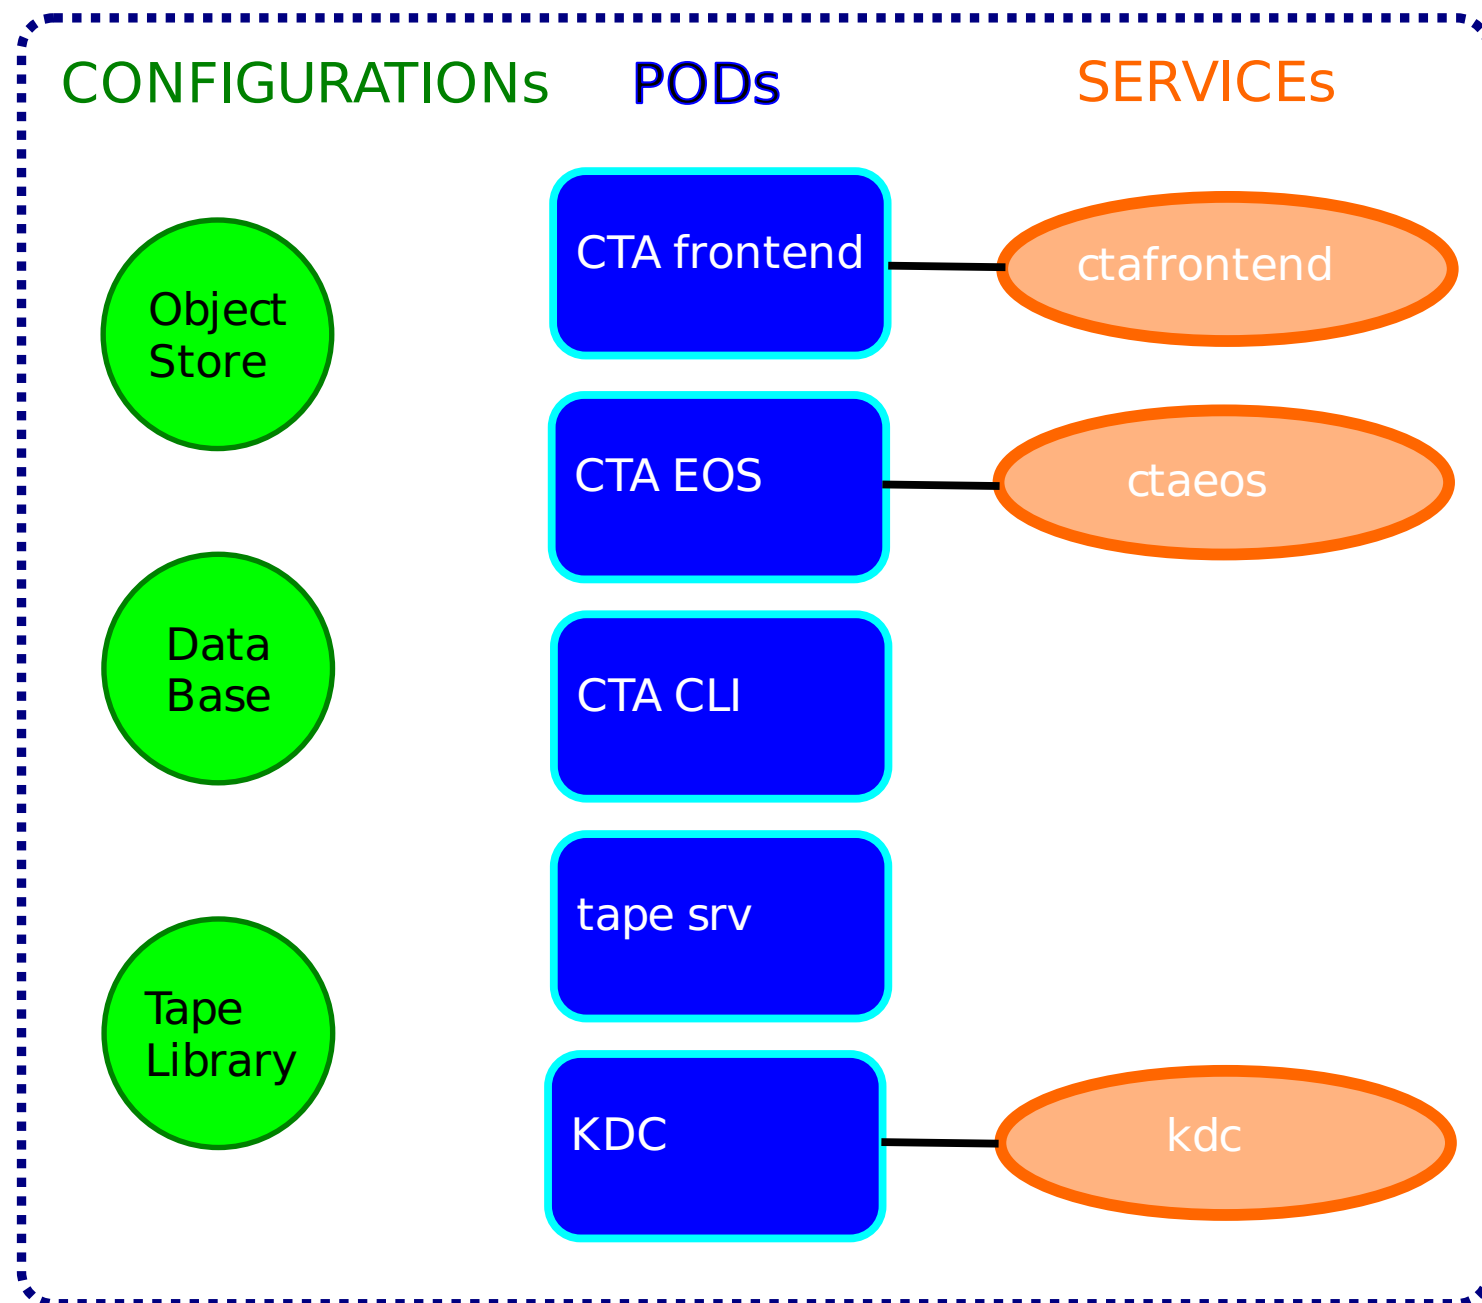 CONFIGURATIONs
PODs
SERVICEs
Object
Store
Data
Base
Tape
Library
CTA frontend
CTA EOS
CTA CLI
tape srv
KDC
ctafrontend
ctaeos
kdc